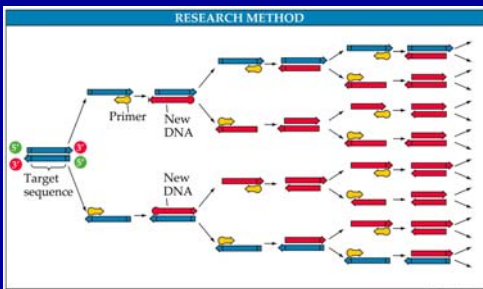 RESEARCH METHOD
Primer
New
DNA
5'
3'
3'
5'
Target
sequence
New
DNA